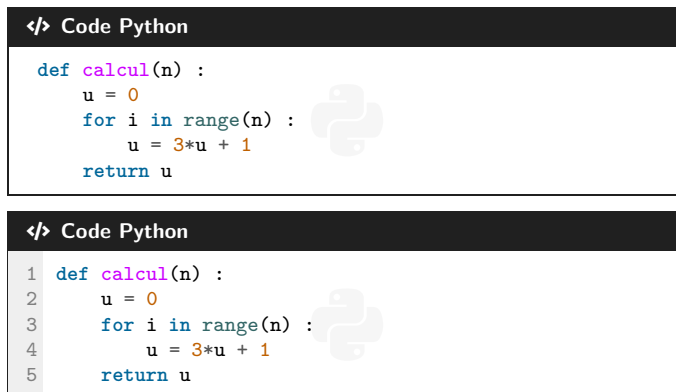 </> Code Python
def calcul(n) :
    u = 0
    for i in range(n) :
        u = 3*u + 1
    return u
</> Code Python
1 def calcul(n) :
2     u = 0
3     for i in range(n) :
4         u = 3*u + 1
5     return u